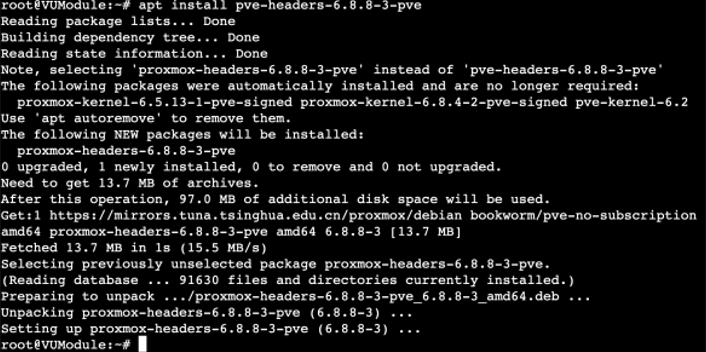 root@VUModule:~# apt install pve-headers-6.8.8-3-pve
Reading package lists... Done
Building dependency tree... Done
Reading state information... Done
Note, selecting 'proxmox-headers-6.8.8-3-pve' instead of 'pve-headers-6.8.8-3-pve'
The following packages were automatically installed and are no longer required:
  proxmox-kernel-6.5.13-1-pve-signed proxmox-kernel-6.8.4-2-pve-signed pve-kernel-6.2
Use 'apt autoremove' to remove them.
The following NEW packages will be installed:
  proxmox-headers-6.8.8-3-pve
0 upgraded, 1 newly installed, 0 to remove and 0 not upgraded.
Need to get 13.7 MB of archives.
After this operation, 97.0 MB of additional disk space will be used.
Get:1 https://mirrors.tuna.tsinghua.edu.cn/proxmox/debian bookworm/pve-no-subscription
amd64 proxmox-headers-6.8.8-3-pve amd64 6.8.8-3 [13.7 MB]
Fetched 13.7 MB in 1s (15.5 MB/s)
Selecting previously unselected package proxmox-headers-6.8.8-3-pve.
(Reading database ... 91630 files and directories currently installed.)
Preparing to unpack .../proxmox-headers-6.8.8-3-pve_6.8.8-3_amd64.deb ...
Unpacking proxmox-headers-6.8.8-3-pve (6.8.8-3) ...
Setting up proxmox-headers-6.8.8-3-pve (6.8.8-3) ...
root@VUModule:~#